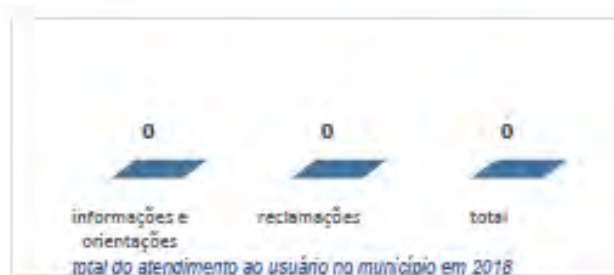 0 0 0
informações e reclamações total
orientações
total do atendimento ao usuário no município em 2018